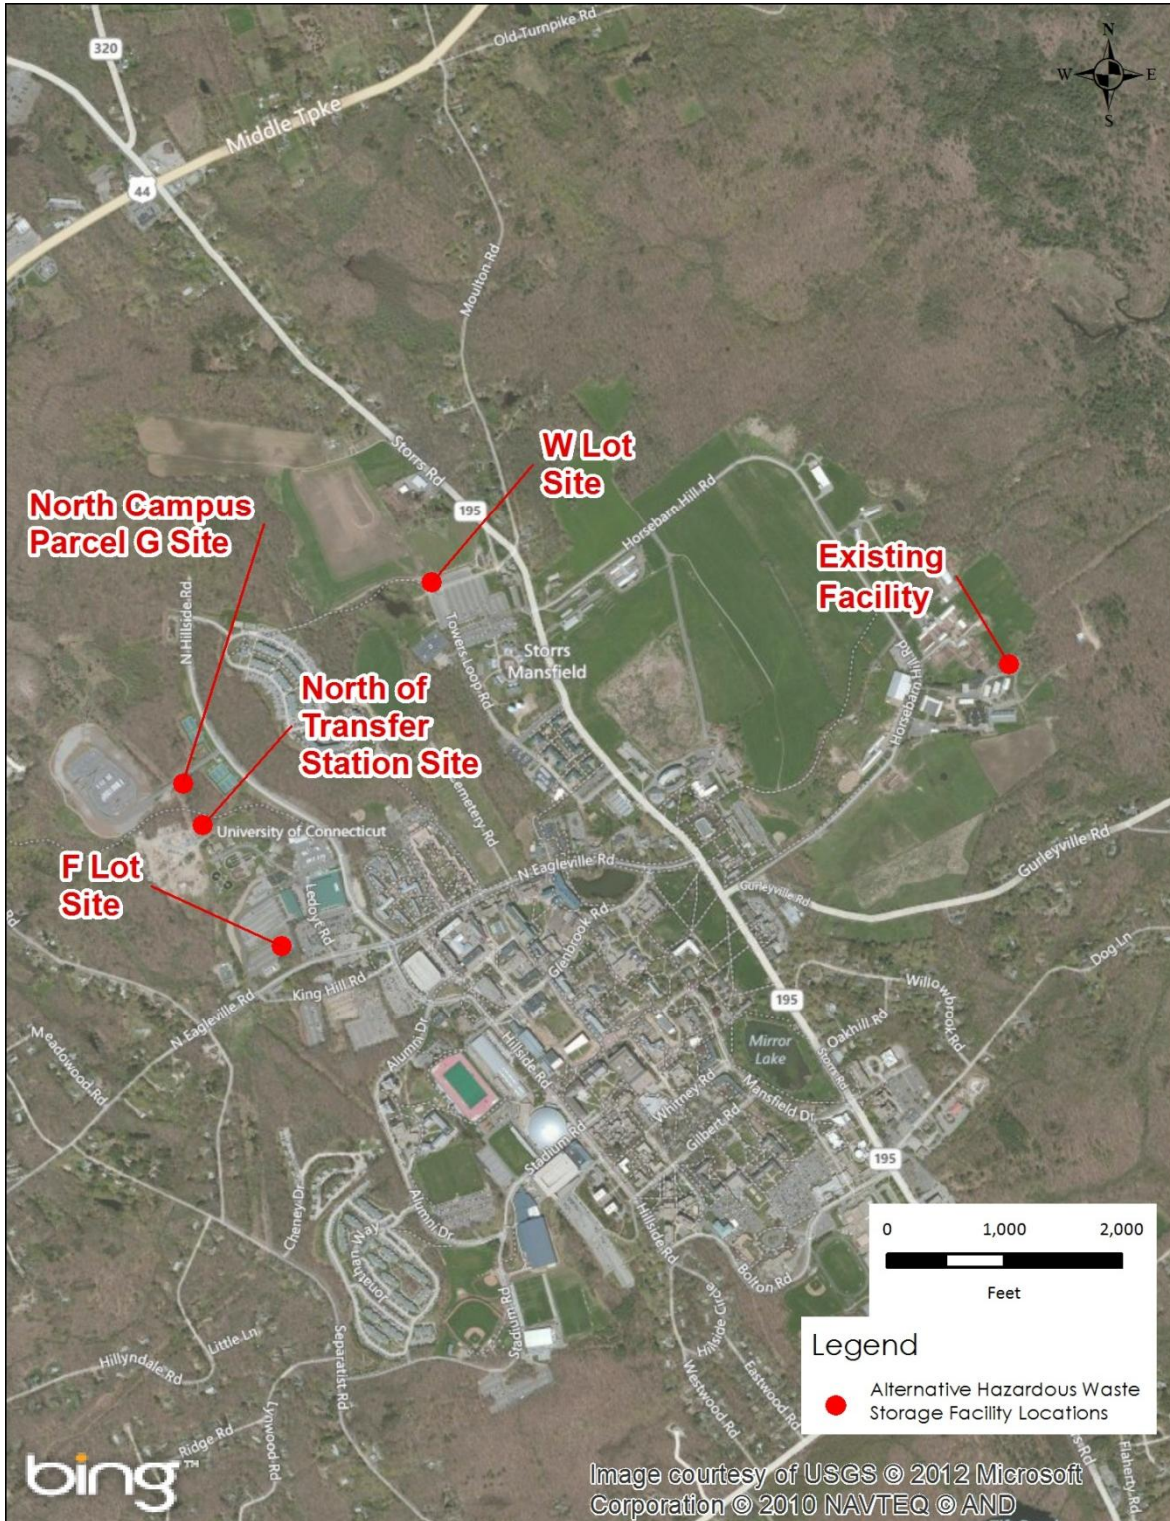 Old Turnpike Rd
320
N
W E
S
Middle Tpke
44
Moulton Rd
Storrs Rd
195
W Lot
Site
North Campus
Parcel G Site
Horsebarn Hill Rd
Existing
Facility
N Hillside Rd
Towers Loop Rd
Storrs
Mansfield
Horsebarn Hill Rd
North of
Transfer
Station Site
Cemetery Rd
University of Connecticut
F Lot
Site
Ledoyt Rd
N Eagleville Rd
Gurleyville Rd
Gurleyville Rd
Rd
Glenbrook Rd
King Hill Rd
N Eagleville Rd
Meadowood Rd
Dog Ln
Willowbrook Rd
195
Oakhill Rd
Mirror
Lake
Storrs Rd
Alumni Dr
Hillside Rd
Whitney Rd
Mansfield Dr
Gilbert Rd
Stadium Rd
195
Cheney Dr
Alumni Dr
Jonathan Way
Hillside Rd
Bolton Rd
Stadium Rd
Separatist Rd
Little Ln
Hillyndale Rd
Hillside Circle
Eastwood Rd
Westwood Rd
Lynwood Rd
Ridge Rd
0 1,000 2,000
Feet
Legend
Alternative Hazardous Waste
Storage Facility Locations
rs Rd
Flaherty Rd
bing™
Image courtesy of USGS © 2012 Microsoft
Corporation © 2010 NAVTEQ © AND